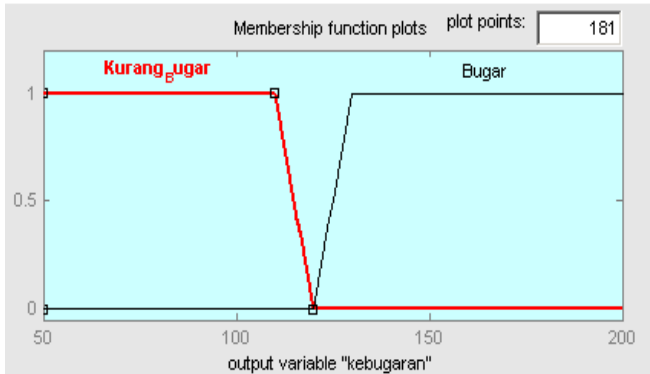 Membership function plots plot points: 181
Kurang_Bugar Bugar
1
0.5
0
50 100 150 200
output variable "kebugaran"